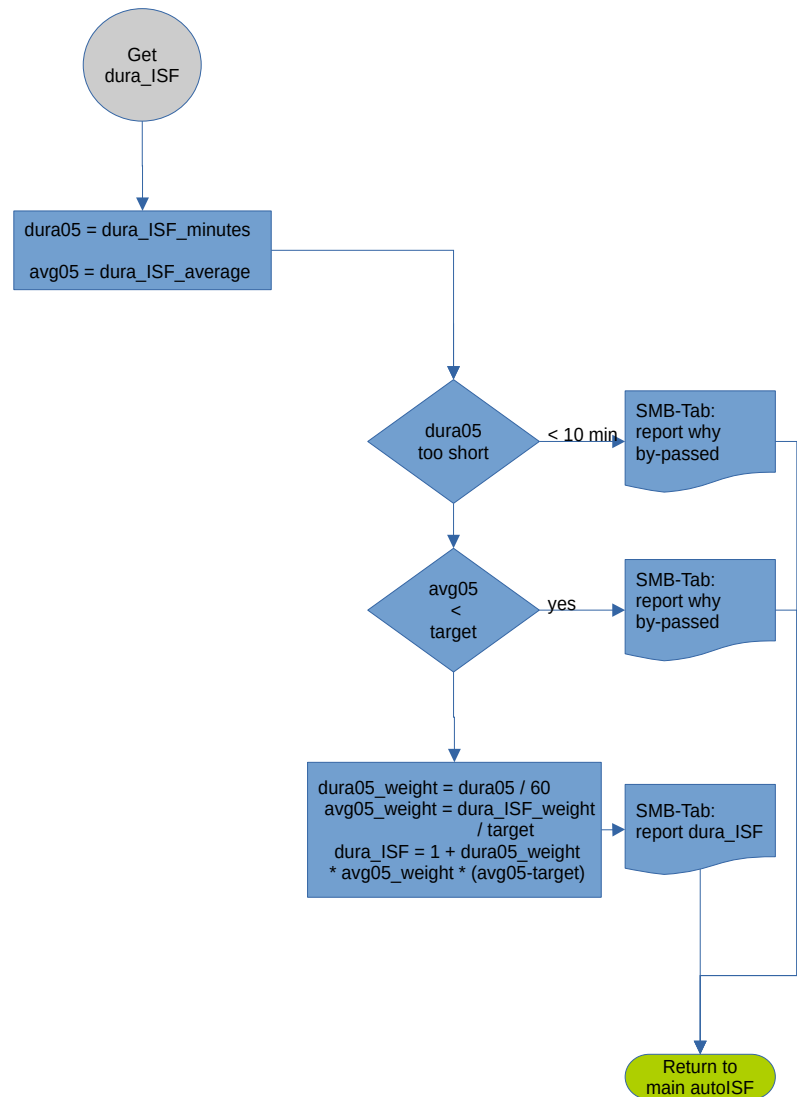 Get
dura_ISF
dura05 = dura_ISF_minutes
avg05 = dura_ISF_average
dura05
too short
< 10 min
SMB-Tab:
report why
by-passed
avg05
<
target
yes
SMB-Tab:
report why
by-passed
dura05_weight = dura05 / 60
avg05_weight = dura_ISF_weight
/ target
dura_ISF = 1 + dura05_weight
* avg05_weight * (avg05-target)
SMB-Tab:
report dura_ISF
Return to
main autoISF